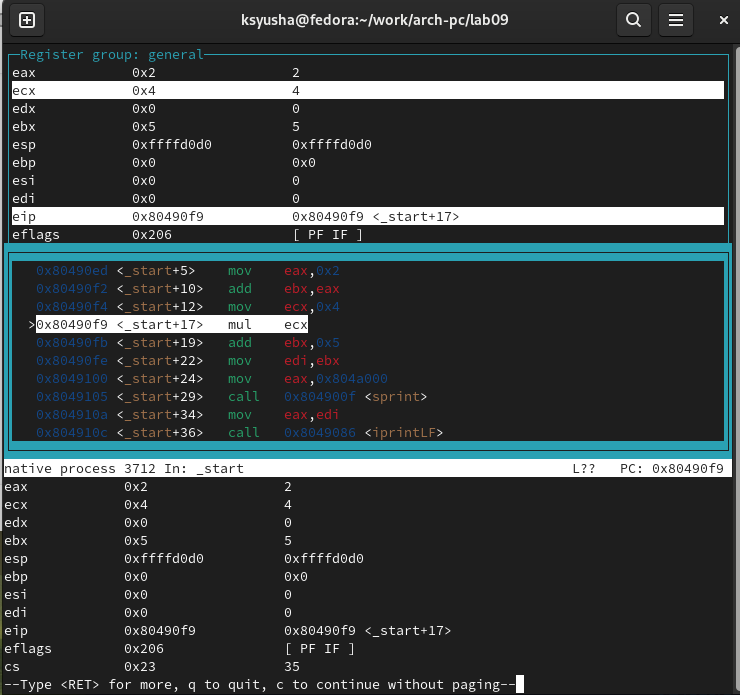 ksyusha@fedora:~/work/arch-pc/lab09
Register group: general
eax 0x2 2
ecx 0x4 4
edx 0x0 0
ebx 0x5 5
esp 0xffffd0d0 0xffffd0d0
ebp 0x0 0x0
esi 0x0 0
edi 0x0 0
eip 0x80490f9 0x80490f9 <_start+17>
eflags 0x206 [ PF IF ]
0x80490ed <_start+5> mov eax,0x2
0x80490f2 <_start+10> add ebx,eax
0x80490f4 <_start+12> mov ecx,0x4
>0x80490f9 <_start+17> mul ecx
0x80490fb <_start+19> add ebx,0x5
0x80490fe <_start+22> mov edi,ebx
0x8049100 <_start+24> mov eax,0x804a000
0x8049105 <_start+29> call 0x804900f <sprint>
0x804910a <_start+34> mov eax,edi
0x804910c <_start+36> call 0x8049086 <iprintLF>
native process 3712 In: _start L?? PC: 0x80490f9
eax 0x2 2
ecx 0x4 4
edx 0x0 0
ebx 0x5 5
esp 0xffffd0d0 0xffffd0d0
ebp 0x0 0x0
esi 0x0 0
edi 0x0 0
eip 0x80490f9 0x80490f9 <_start+17>
eflags 0x206 [ PF IF ]
cs 0x23 35
--Type <RET> for more, q to quit, c to continue without paging--